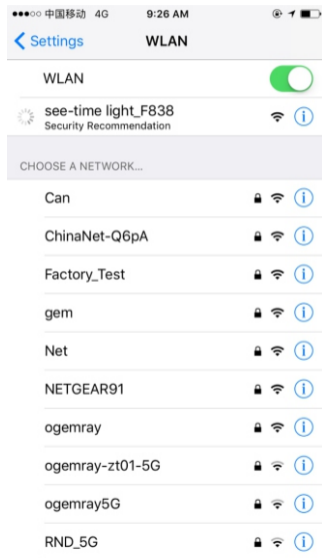 中国移动 4G 9:26 AM
Settings WLAN
WLAN
see-time light_F838
Security Recommendation
CHOOSE A NETWORK...
Can
ChinaNet-Q6pA
Factory_Test
gem
Net
NETGEAR91
ogemray
ogemray-zt01-5G
ogemray5G
RND_5G